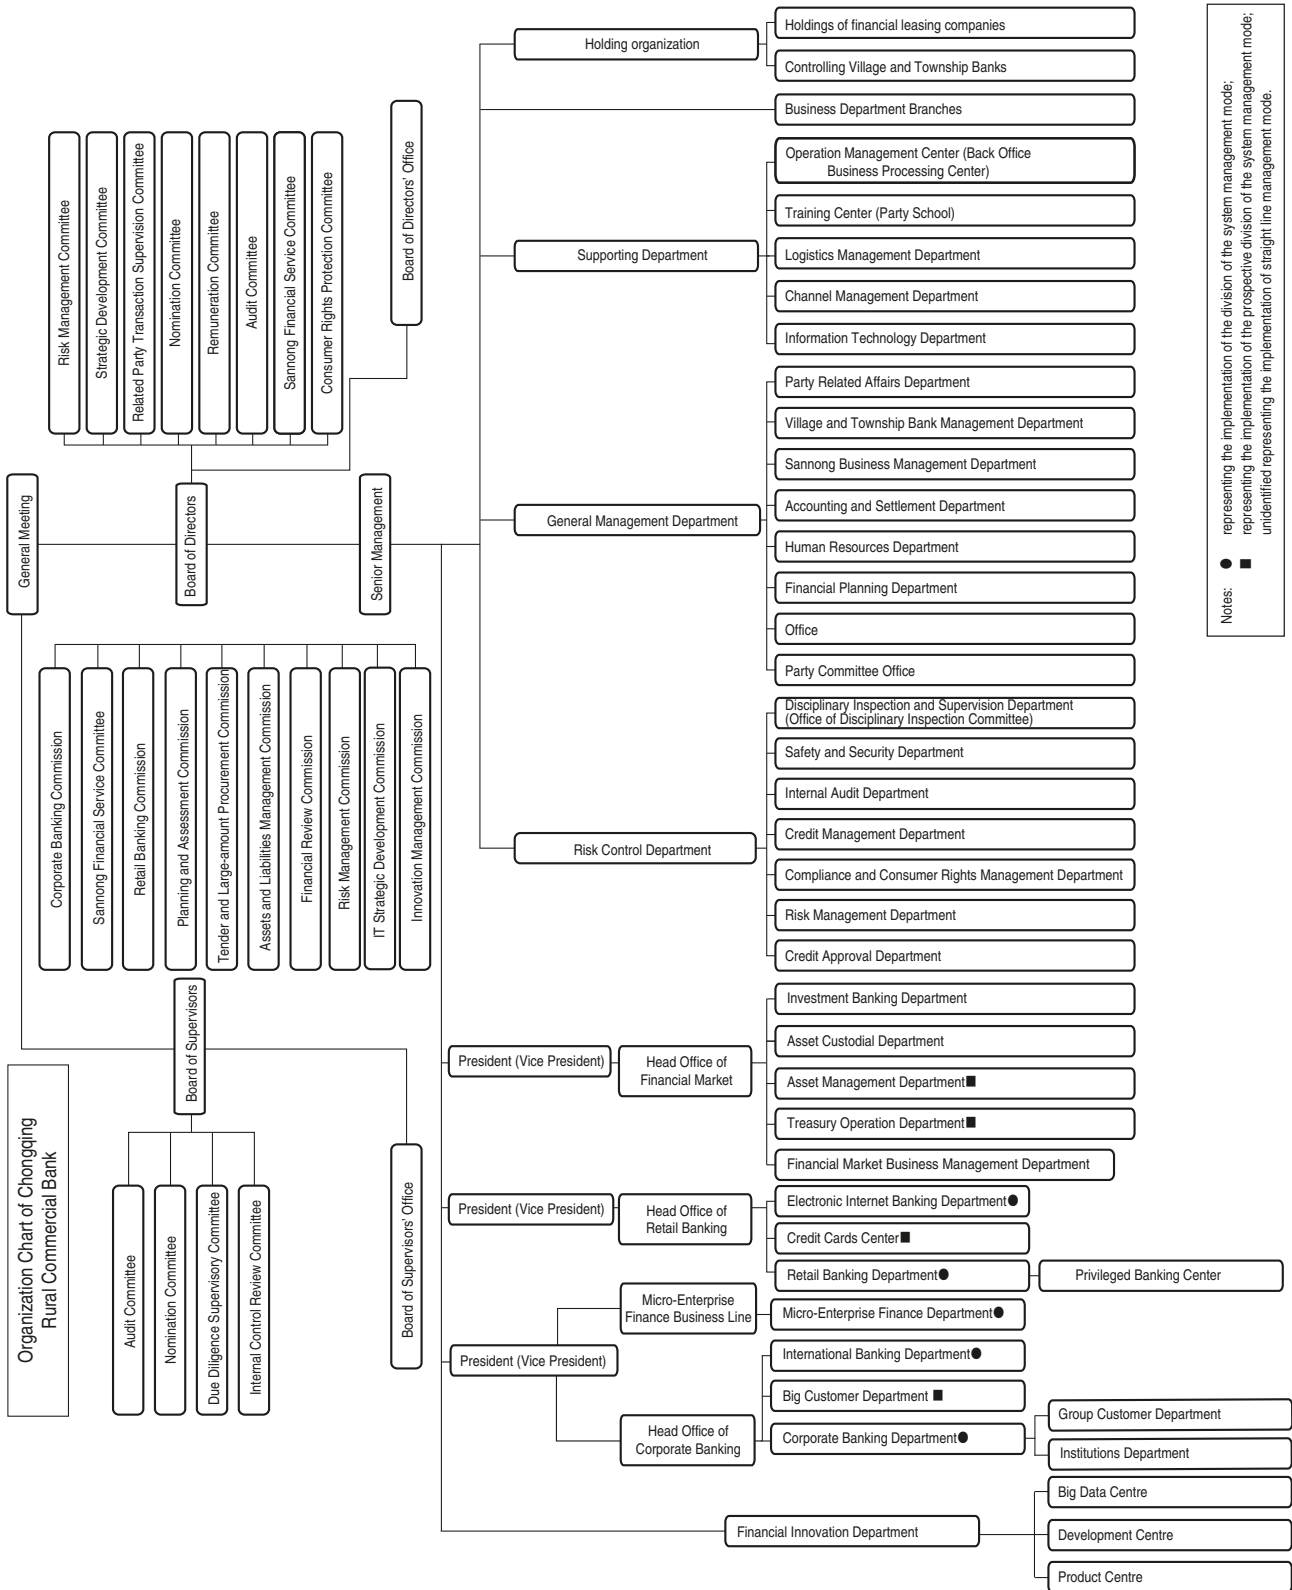 Organization Chart of Chongqing
Rural Commercial Bank
General Meeting
Board of Directors
Risk Management Committee
Strategic Development Committee
Related Party Transaction Supervision Committee
Nomination Committee
Remuneration Committee
Audit Committee
Sannong Financial Service Committee
Consumer Rights Protection Committee
Board of Directors' Office
Board of Supervisors
Audit Committee
Nomination Committee
Due Diligence Supervisory Committee
Internal Control Review Committee
Board of Supervisors' Office
Senior Management
Corporate Banking Commission
Sannong Financial Service Committee
Retail Banking Commission
Planning and Assessment Commission
Tender and Large-amount Procurement Commission
Assets and Liabilities Management Commission
Financial Review Commission
Risk Management Commission
IT Strategic Development Commission
Innovation Management Commission
Holding organization
Holdings of financial leasing companies
Controlling Village and Township Banks
Business Department Branches
Supporting Department
Operation Management Center (Back Office
Business Processing Center)
Training Center (Party School)
Logistics Management Department
Channel Management Department
Information Technology Department
General Management Department
Party Related Affairs Department
Village and Township Bank Management Department
Sannong Business Management Department
Accounting and Settlement Department
Human Resources Department
Financial Planning Department
Office
Party Committee Office
Risk Control Department
Disciplinary Inspection and Supervision Department
(Office of Disciplinary Inspection Committee)
Safety and Security Department
Internal Audit Department
Credit Management Department
Compliance and Consumer Rights Management Department
Risk Management Department
Credit Approval Department
President (Vice President)
Head Office of
Financial Market
Investment Banking Department
Asset Custodial Department
Asset Management Department■
Treasury Operation Department■
Financial Market Business Management Department
President (Vice President)
Head Office of
Retail Banking
Electronic Internet Banking Department●
Credit Cards Center■
Retail Banking Department●
Privileged Banking Center
President (Vice President)
Micro-Enterprise
Finance Business Line
Micro-Enterprise Finance Department●
Head Office of
Corporate Banking
International Banking Department●
Big Customer Department ■
Corporate Banking Department●
Group Customer Department
Institutions Department
Financial Innovation Department
Big Data Centre
Development Centre
Product Centre
Notes: ● representing the implementation of the division of the system management mode;
■ representing the implementation of the prospective division of the system management mode;
unidentified representing the implementation of straight line management mode.